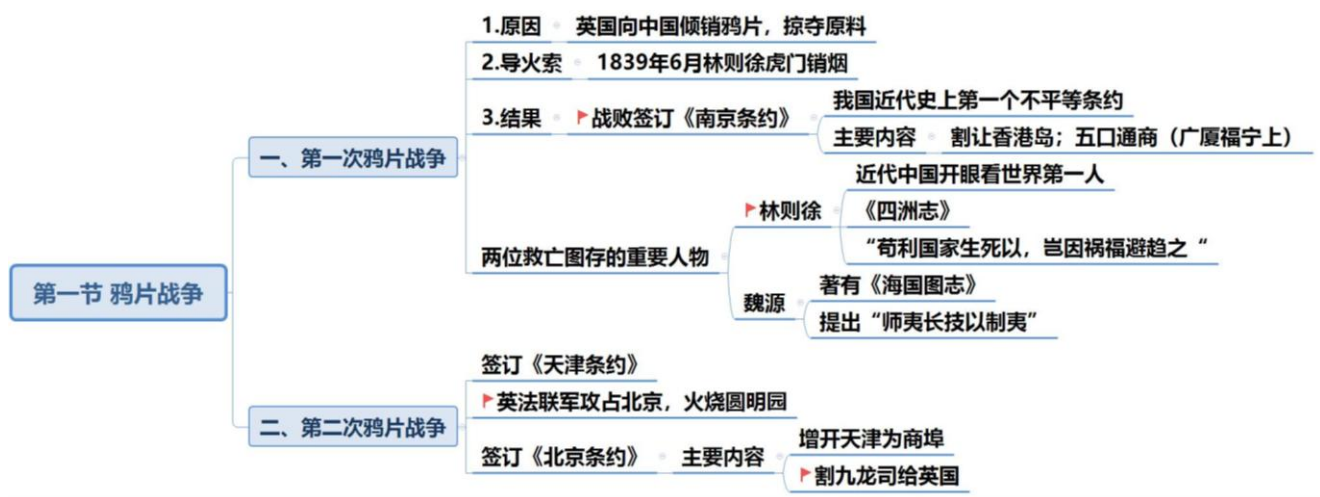 第一节 鸦片战争
一、第一次鸦片战争
1.原因
英国向中国倾销鸦片，掠夺原料
2.导火索
1839年6月林则徐虎门销烟
3.结果
战败签订《南京条约》
我国近代史上第一个不平等条约
主要内容
割让香港岛；五口通商（广厦福宁上）
两位救亡图存的重要人物
林则徐
近代中国开眼看世界第一人
《四洲志》
“苟利国家生死以，岂因祸福避趋之“
魏源
著有《海国图志》
提出“师夷长技以制夷”
二、第二次鸦片战争
签订《天津条约》
英法联军攻占北京，火烧圆明园
签订《北京条约》
主要内容
增开天津为商埠
割九龙司给英国